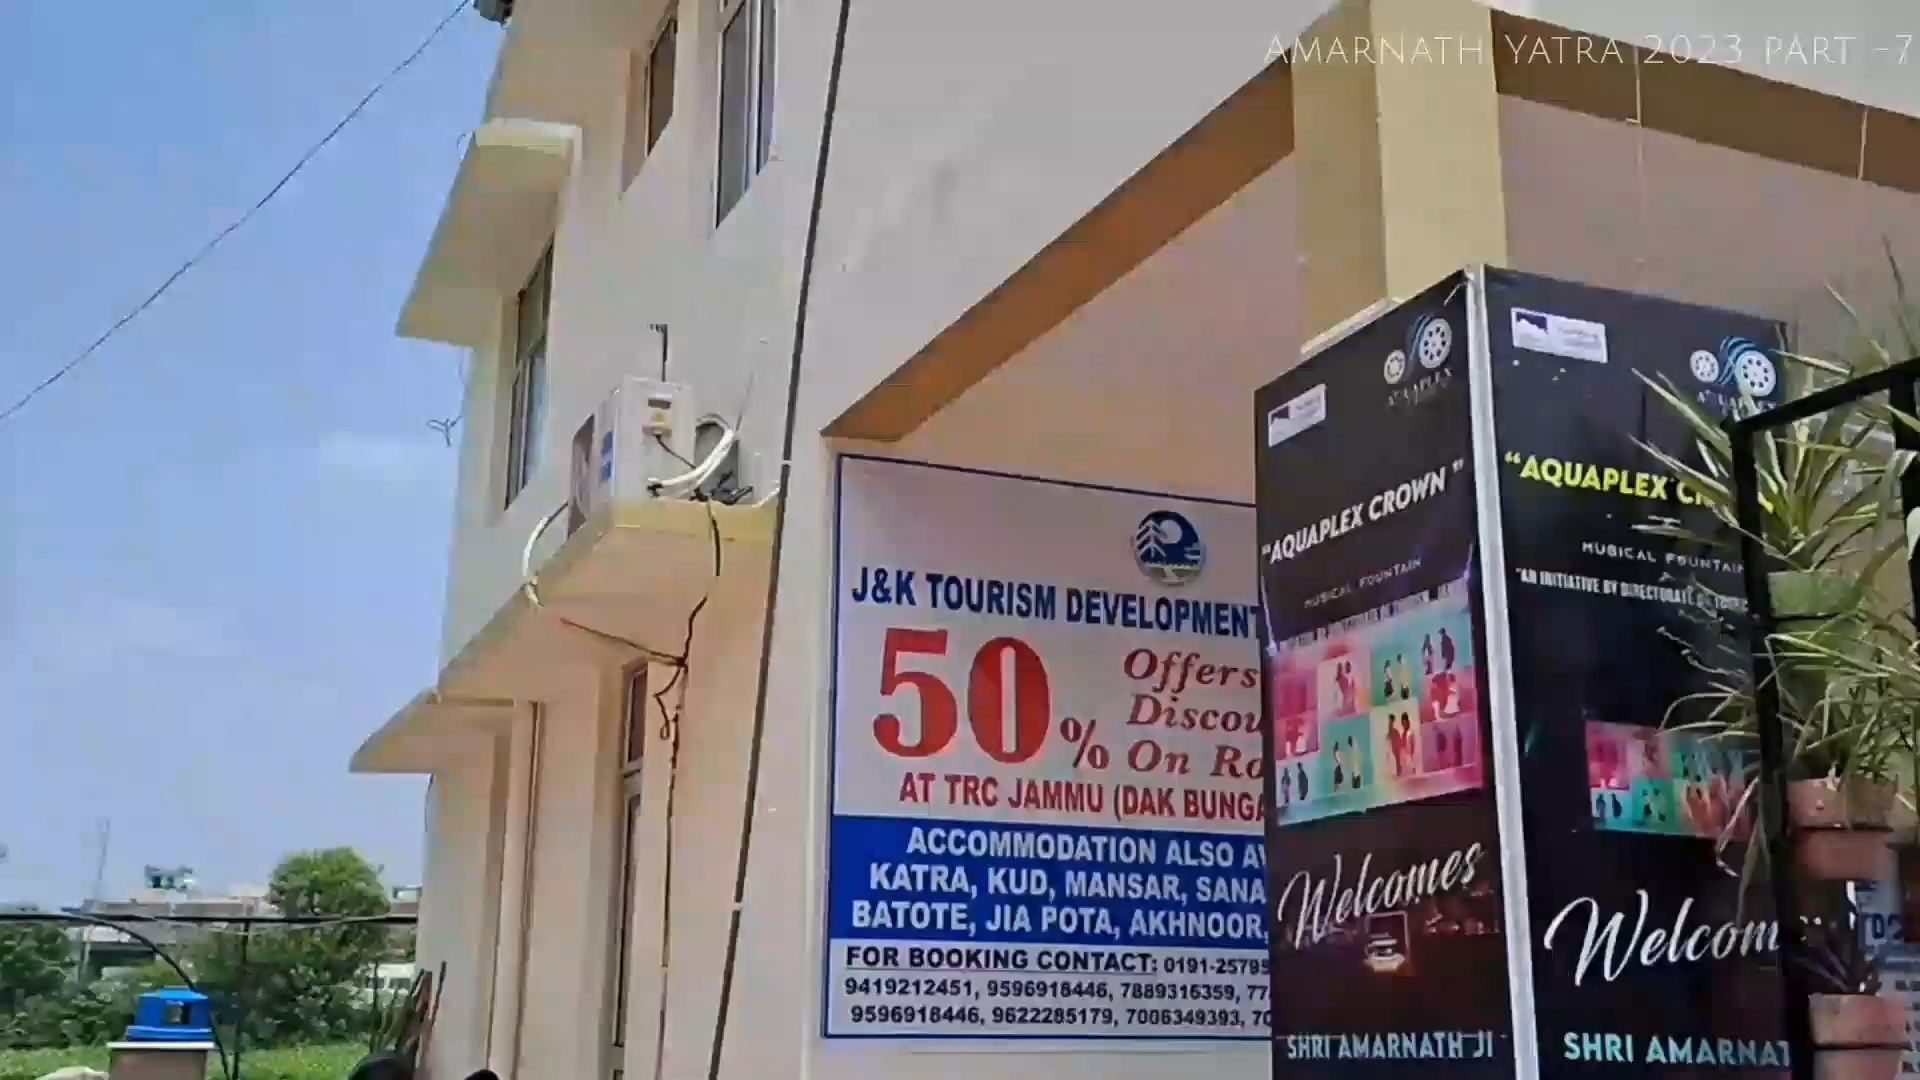 AMARNATH YATRA 2023 PART -7
J&K TOURISM DEVELOPMENT
50% Offers
Discou
On Ro
AT TRC JAMMU (DAK BUNGA
ACCOMMODATION ALSO AV
KATRA, KUD, MANSAR, SANA
BATOTE, JIA POTA, AKHNOOR,
FOR BOOKING CONTACT: 0191-25795
9419212451, 9596918446, 7889316359, 77
9596918446, 9622285179, 7006349393, 70
AQUAPLEX
"AQUAPLEX CROWN"
MUSICAL FOUNTAIN
Welcomes
SHRI AMARNATH JI
AQUAPLEX
"AQUAPLEX C
MUSICAL FOUNTAIN
"AN INITIATIVE BY DIRECTORATE OF
Welcom
SHRI AMARNAT